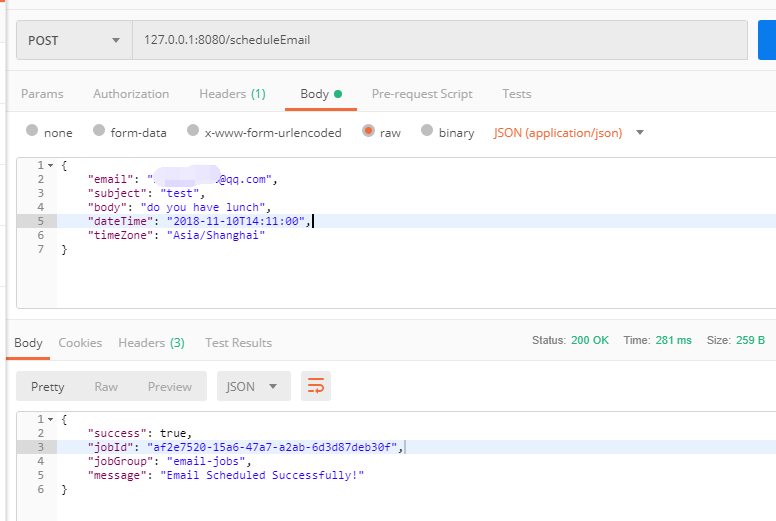 POST 127.0.0.1:8080/scheduleEmail
Params Authorization Headers (1) Body Pre-request Script Tests
none form-data x-www-form-urlencoded raw binary JSON (application/json)
1 {
2 "email": "@qq.com",
3 "subject": "test",
4 "body": "do you have lunch",
5 "dateTime": "2018-11-10T14:11:00",
6 "timeZone": "Asia/Shanghai"
7 }
Body Cookies Headers (3) Test Results Status: 200 OK Time: 281 ms Size: 259 B
Pretty Raw Preview JSON
1 {
2 "success": true,
3 "jobId": "af2e7520-15a6-47a7-a2ab-6d3d87deb30f",
4 "jobGroup": "email-jobs",
5 "message": "Email Scheduled Successfully!"
6 }